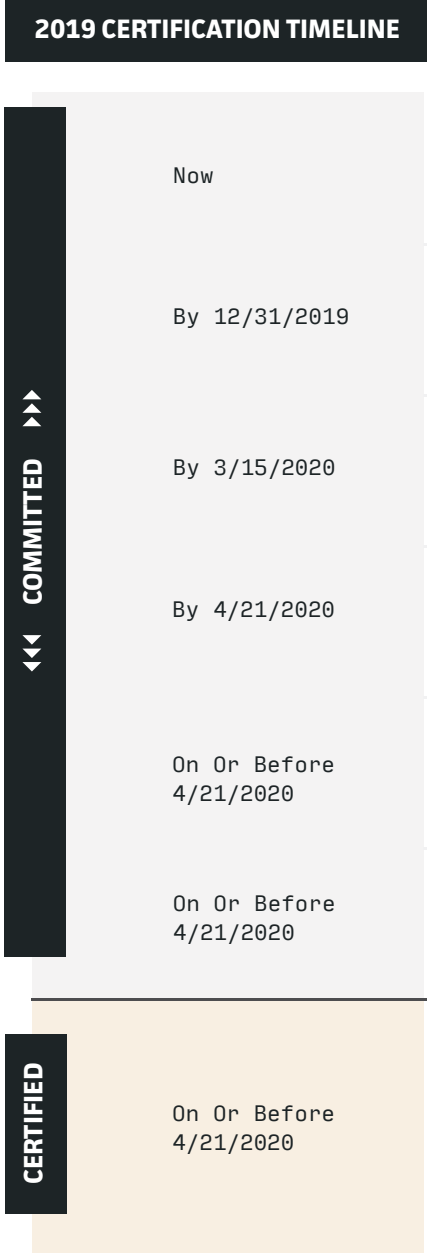 2019 CERTIFICATION TIMELINE
COMMITTED
Now
By 12/31/2019
By 3/15/2020
By 4/21/2020
On Or Before
4/21/2020
On Or Before
4/21/2020
CERTIFIED
On Or Before
4/21/2020